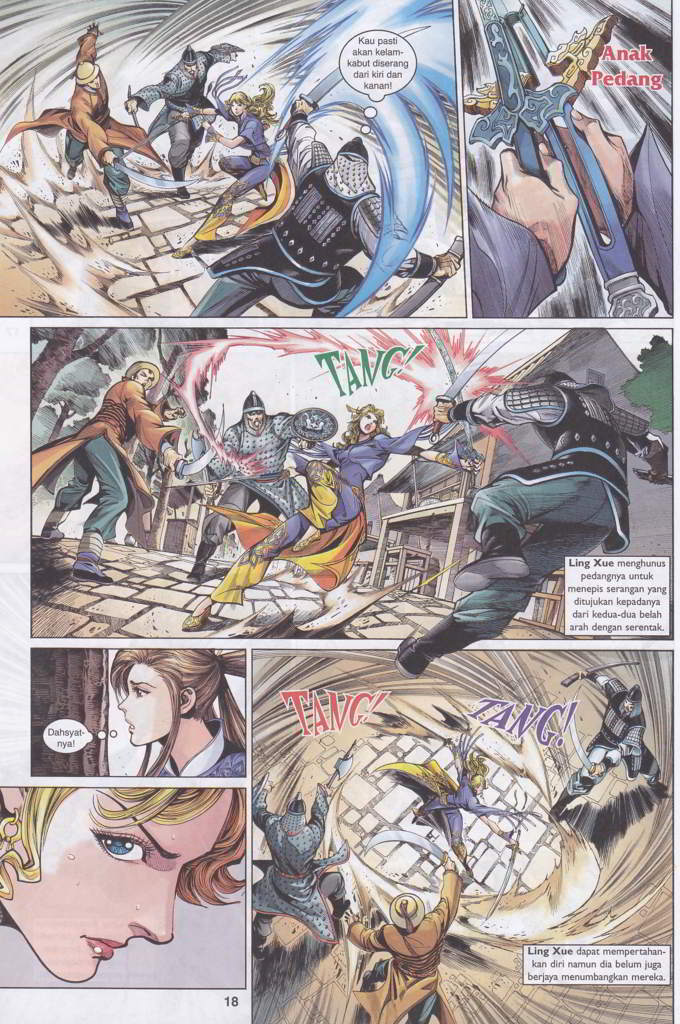 Kau pasti
akan kelam-
kabut diserang
dari kiri dan
kanan!
Anak
Pedang
TANG!
Ling Xue menghunus
pedangnya untuk
menepis serangan yang
ditujukan kepadanya
dari kedua-dua belah
arah dengan serentak.
Dahsyat-
nya!
TANG!
ZANG!
Ling Xue dapat mempertahan-
kan diri namun dia belum juga
berjaya menumbangkan mereka.
18